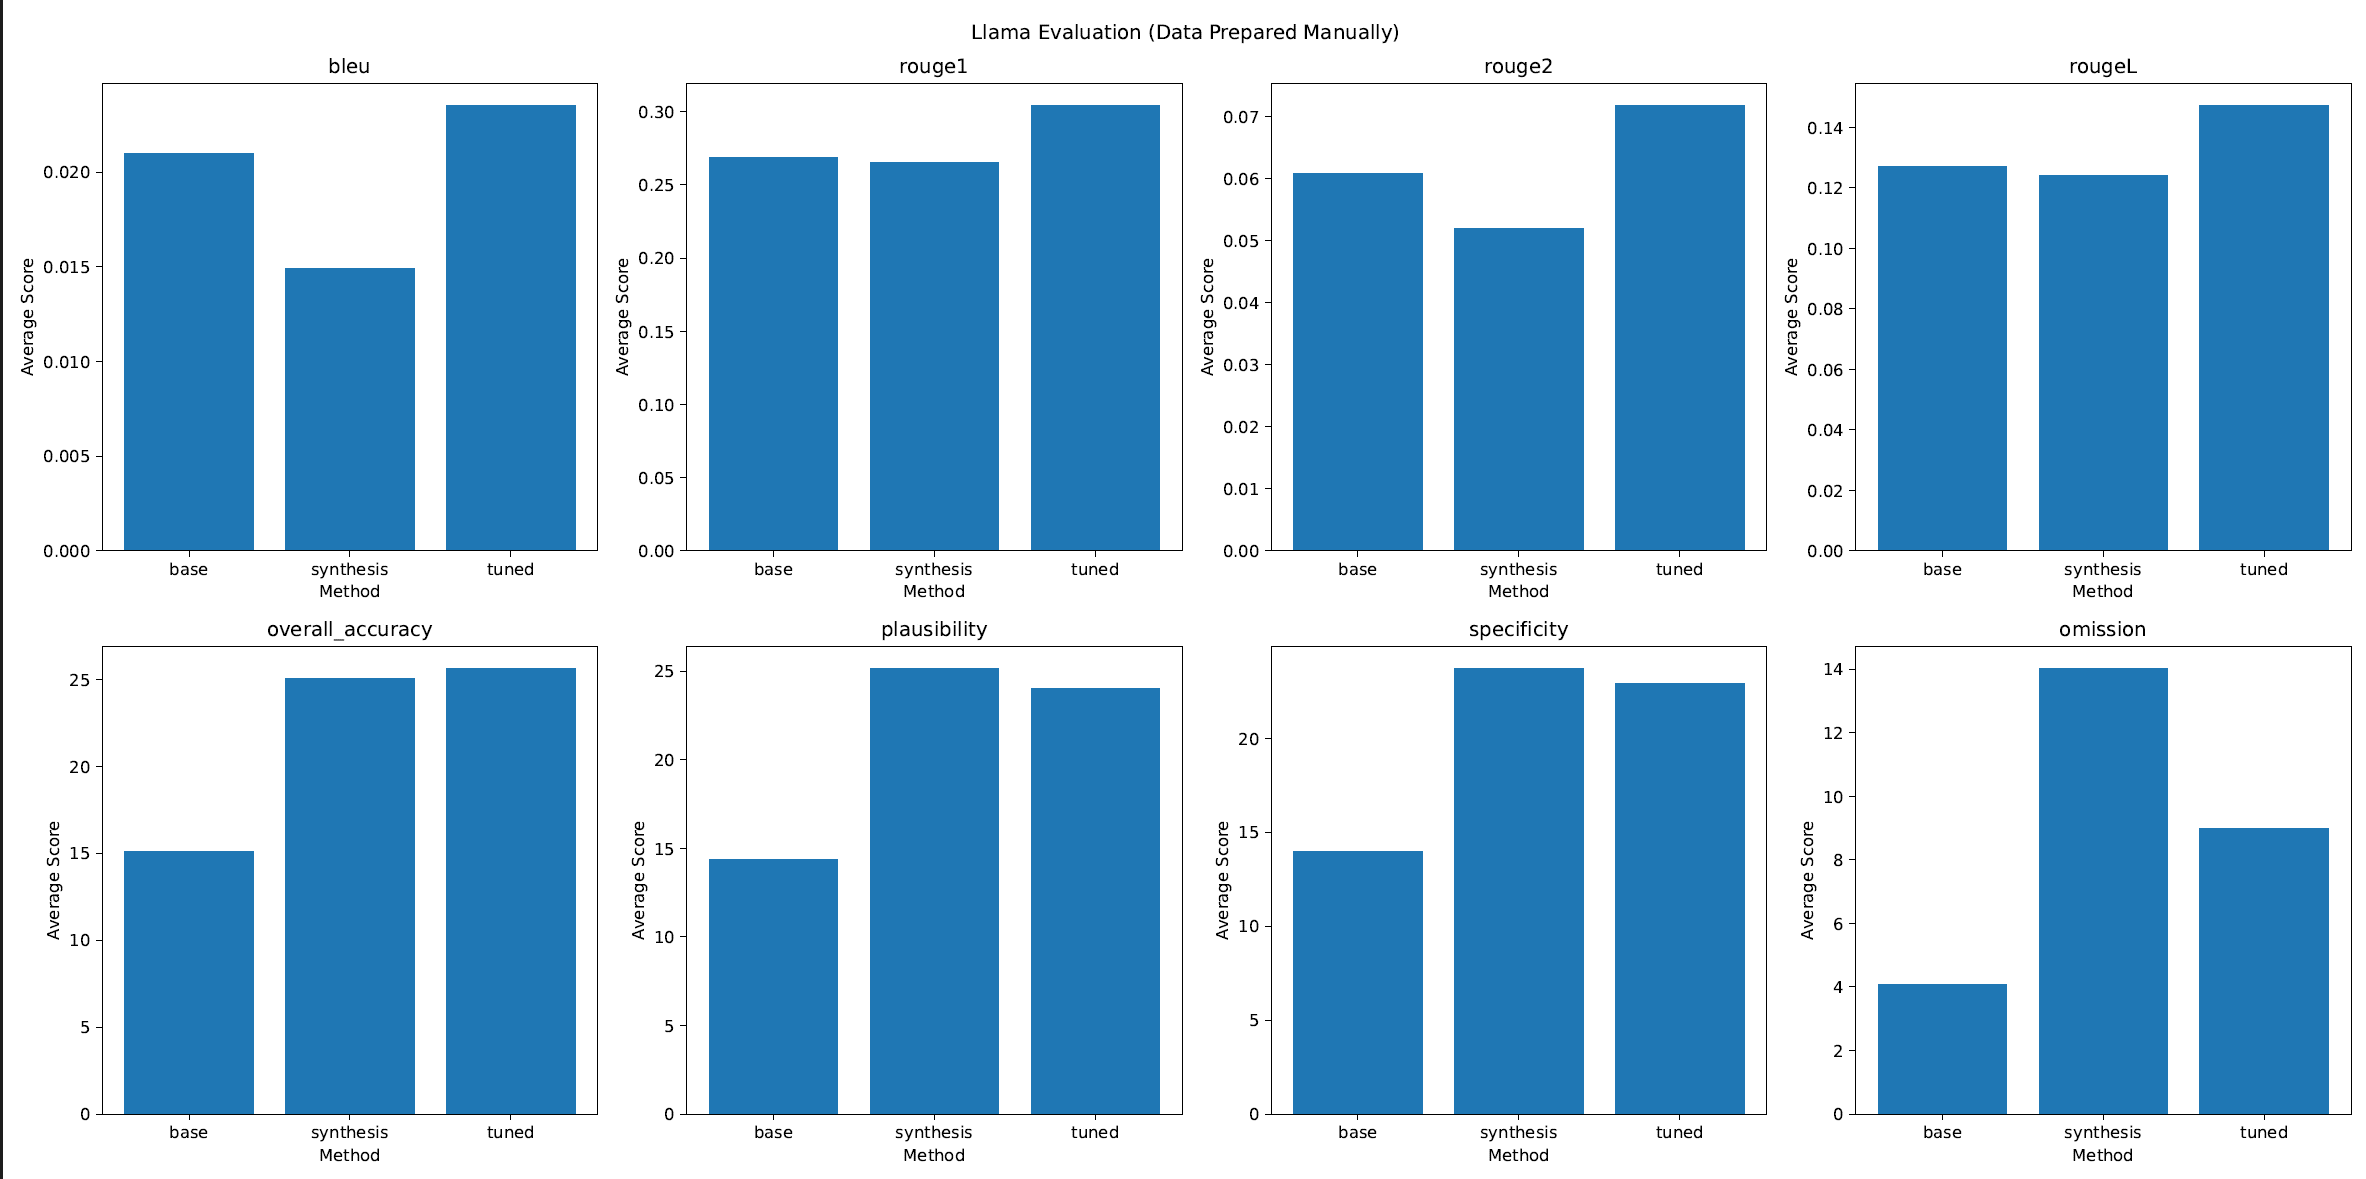 Llama Evaluation (Data Prepared Manually)
bleu
Average Score
0.020
0.015
0.010
0.005
0.000
base synthesis tuned
Method
rouge1
Average Score
0.30
0.25
0.20
0.15
0.10
0.05
0.00
base synthesis tuned
Method
rouge2
Average Score
0.07
0.06
0.05
0.04
0.03
0.02
0.01
0.00
base synthesis tuned
Method
rougeL
Average Score
0.14
0.12
0.10
0.08
0.06
0.04
0.02
0.00
base synthesis tuned
Method
overall_accuracy
Average Score
25
20
15
10
5
0
base synthesis tuned
Method
plausibility
Average Score
25
20
15
10
5
0
base synthesis tuned
Method
specificity
Average Score
20
15
10
5
0
base synthesis tuned
Method
omission
Average Score
14
12
10
8
6
4
2
0
base synthesis tuned
Method